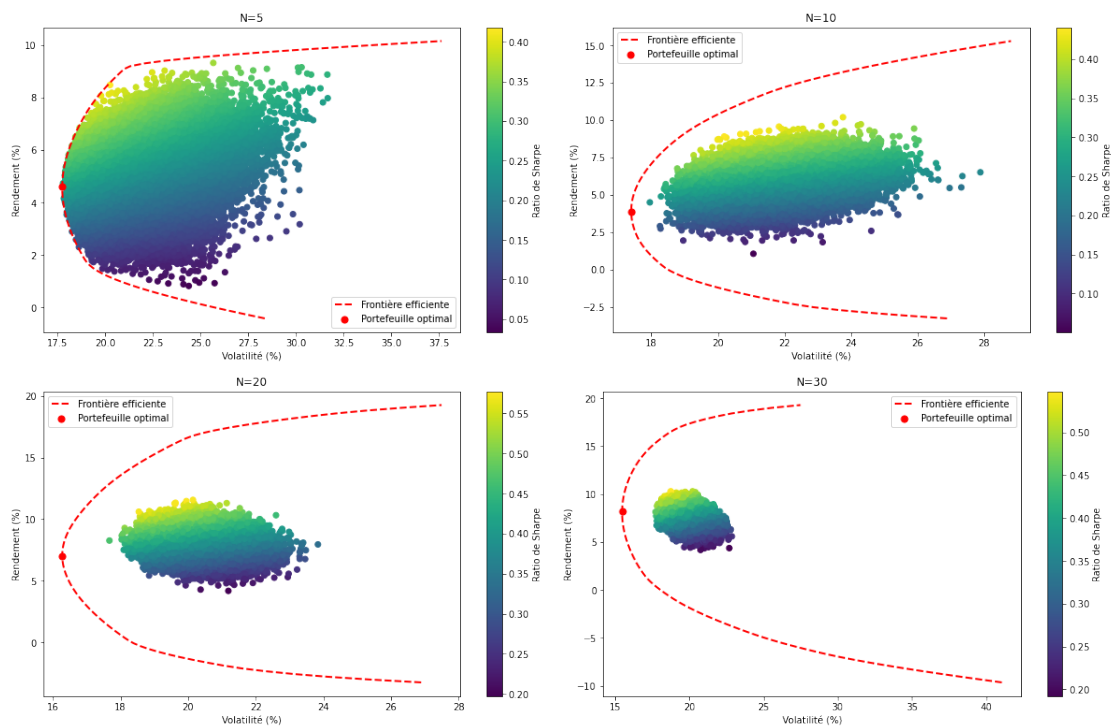 N=5
10
8
6
4
2
0
Rendement (%)
17.5 20.0 22.5 25.0 27.5 30.0 32.5 35.0 37.5
Volatilité (%)
Frontière efficiente
Portefeuille optimal
0.40
0.35
0.30
0.25
0.20
0.15
0.10
0.05
Ratio de Sharpe
N=10
Frontière efficiente
Portefeuille optimal
15.0
12.5
10.0
7.5
5.0
2.5
0.0
−2.5
Rendement (%)
18 20 22 24 26 28
Volatilité (%)
0.40
0.35
0.30
0.25
0.20
0.15
0.10
Ratio de Sharpe
N=20
Frontière efficiente
Portefeuille optimal
20
15
10
5
0
Rendement (%)
16 18 20 22 24 26 28
Volatilité (%)
0.55
0.50
0.45
0.40
0.35
0.30
0.25
0.20
Ratio de Sharpe
N=30
Frontière efficiente
Portefeuille optimal
20
15
10
5
0
−5
−10
Rendement (%)
15 20 25 30 35 40
Volatilité (%)
0.50
0.45
0.40
0.35
0.30
0.25
0.20
Ratio de Sharpe